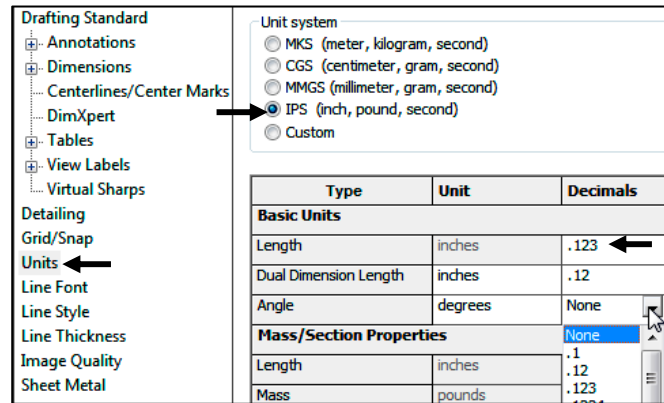 Drafting Standard
Annotations
Dimensions
Centerlines/Center Marks
DimXpert
Tables
View Labels
Virtual Sharps
Detailing
Grid/Snap
Units
Line Font
Line Style
Line Thickness
Image Quality
Sheet Metal
Unit system
MKS (meter, kilogram, second)
CGS (centimeter, gram, second)
MMGS (millimeter, gram, second)
IPS (inch, pound, second)
Custom
Type Unit Decimals
Basic Units
Length inches .123
Dual Dimension Length inches .12
Angle degrees None
Mass/Section Properties None
.1
Length inches .12
.123
Mass pounds